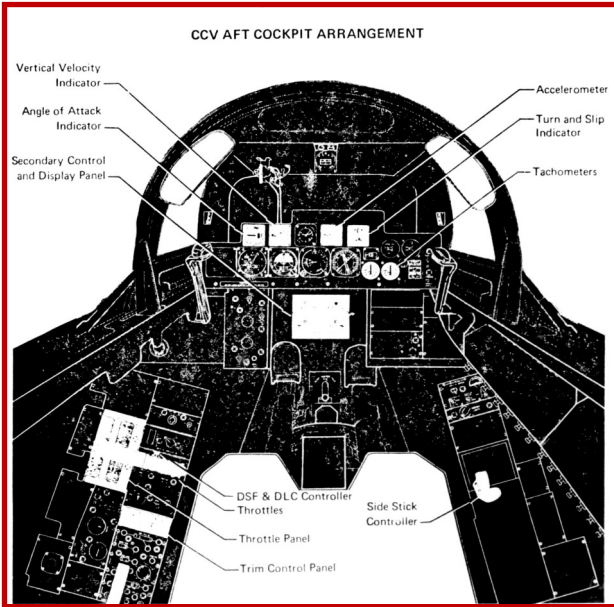 CCV AFT COCKPIT ARRANGEMENT
Vertical Velocity
Indicator
Angle of Attack
Indicator
Secondary Control
and Display Panel
Accelerometer
Turn and Slip
Indicator
Tachometers
DSF & DLC Controller
Throttles
Throttle Panel
Trim Control Panel
Side Stick
Controller